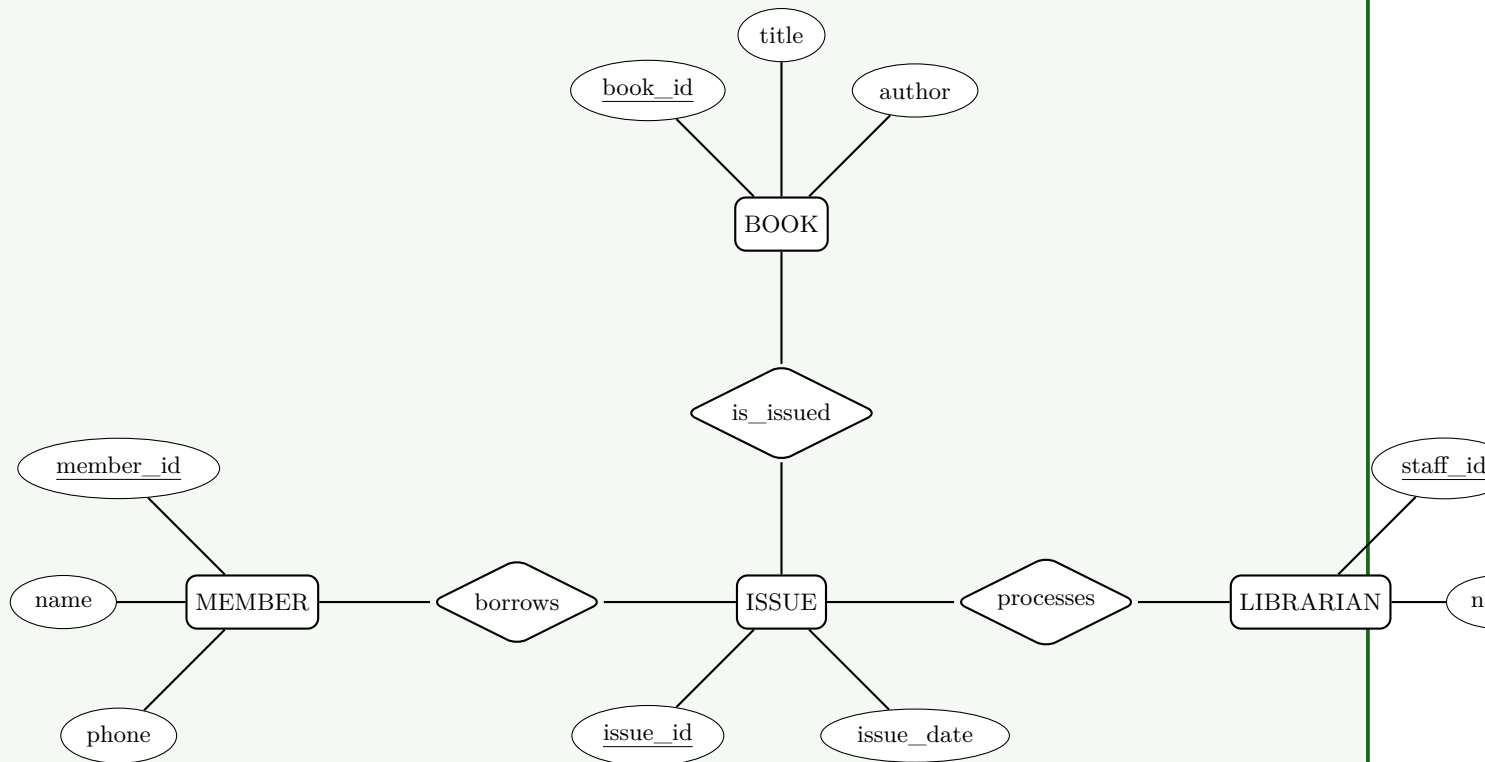 title
book_id
author
BOOK
is_issued
member_id
staff_id
name
MEMBER
borrows
ISSUE
processes
LIBRARIAN
phone
issue_id
issue_date